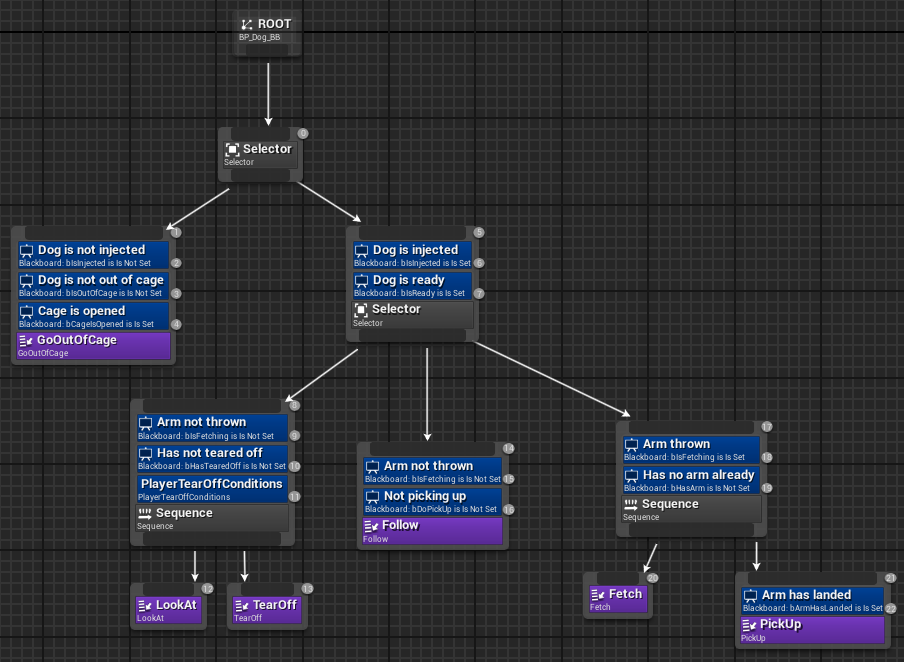 ROOT
BP_Dog_BB
0
Selector
Selector
1
Dog is not injected
Blackboard: bIsInjected is Is Not Set
2
Dog is not out of cage
Blackboard: bIsOutOfCage is Is Not Set
3
Cage is opened
Blackboard: bCageIsOpened is Is Set
4
GoOutOfCage
GoOutOfCage
5
Dog is injected
Blackboard: bIsInjected is Is Set
6
Dog is ready
Blackboard: bIsReady is Is Set
7
Selector
Selector
8
Arm not thrown
Blackboard: bIsFetching is Is Not Set
9
Has not teared off
Blackboard: bHasTearedOff is Is Not Set
10
PlayerTearOffConditions
PlayerTearOffConditions
11
Sequence
Sequence
14
Arm not thrown
Blackboard: bIsFetching is Is Not Set
15
Not picking up
Blackboard: bDoPickUp is Is Not Set
16
Follow
Follow
17
Arm thrown
Blackboard: bIsFetching is Is Set
18
Has no arm already
Blackboard: bHasArm is Is Not Set
19
Sequence
Sequence
12
LookAt
LookAt
13
TearOff
TearOff
20
Fetch
Fetch
21
Arm has landed
Blackboard: bArmHasLanded is Is Set
22
PickUp
PickUp